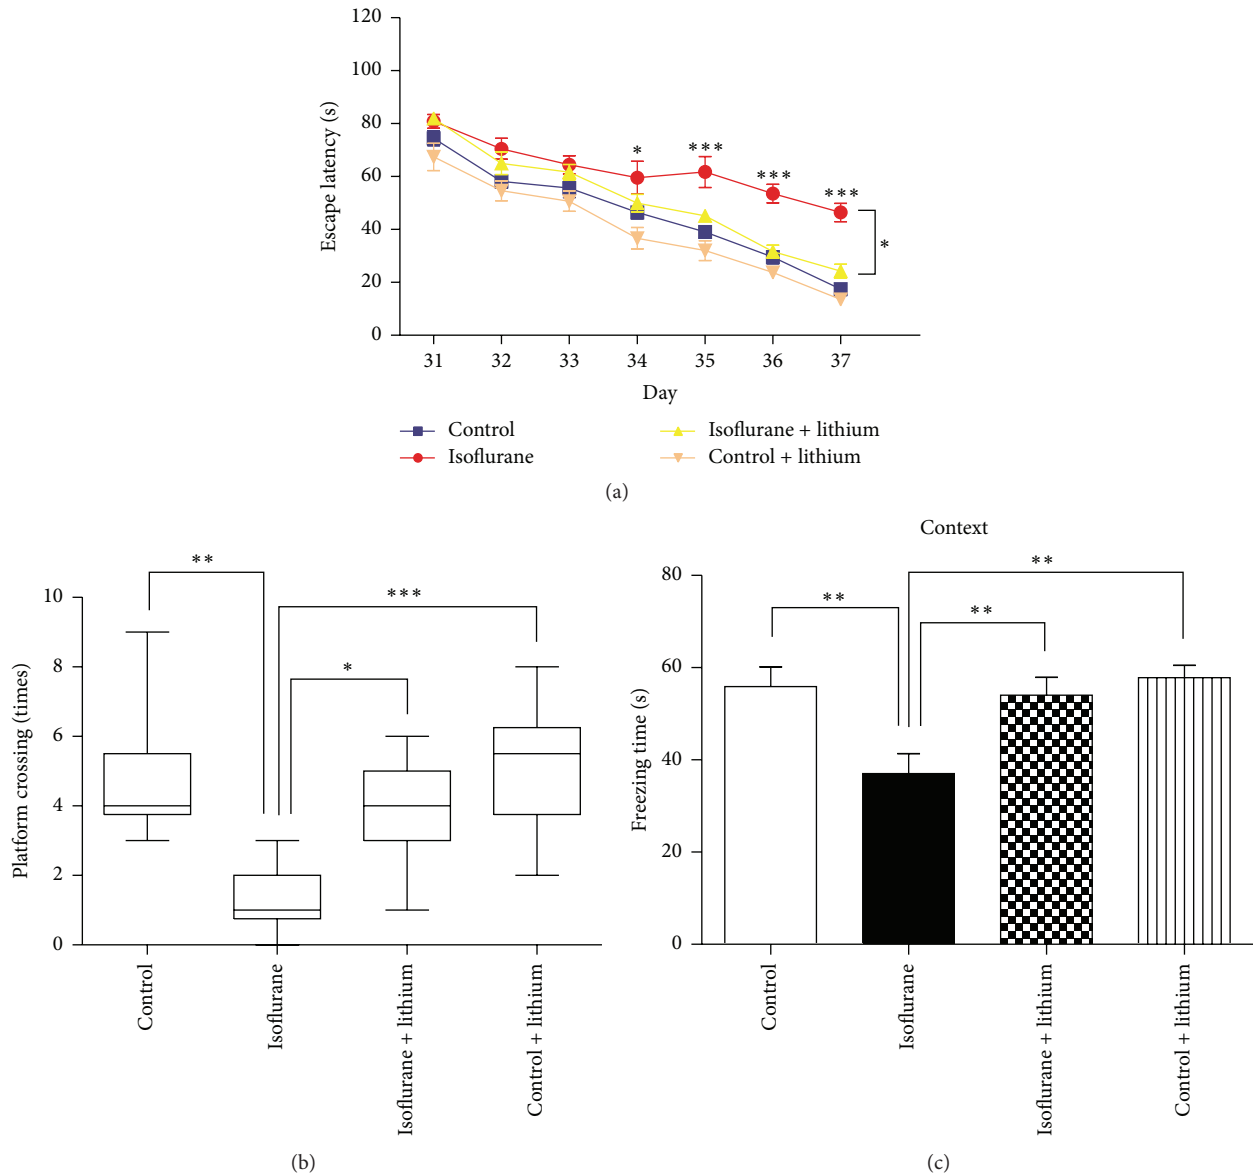 120
100
80
60
40
20
0
Escape latency (s)
*
***
***
***
*
31 32 33 34 35 36 37
Day
Control
Isoflurane
Isoflurane + lithium
Control + lithium
(a)
**
***
*
10
8
6
4
2
0
Platform crossing (times)
Control
Isoflurane
Isoflurane + lithium
Control + lithium
(b)
Context
**
**
**
80
60
40
20
0
Freezing time (s)
Control
Isoflurane
Isoflurane + lithium
Control + lithium
(c)